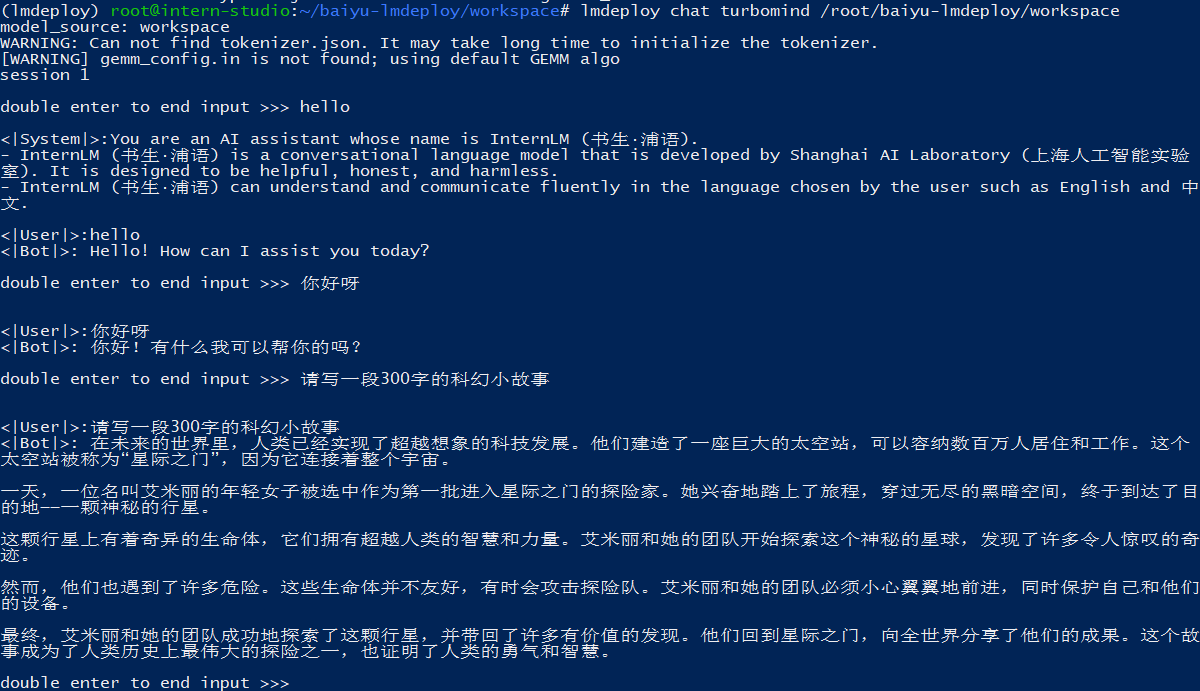 (lmdeploy) root@intern-studio:~/baiyu-lmdeploy/workspace# lmdeploy chat turbomind /root/baiyu-lmdeploy/workspace
model_source: workspace
WARNING: Can not find tokenizer.json. It may take long time to initialize the tokenizer.
[WARNING] gemm_config.in is not found; using default GEMM algo
session 1
double enter to end input >>> hello
<|System|>:You are an AI assistant whose name is InternLM (书生·浦语).
- InternLM (书生·浦语) is a conversational language model that is developed by Shanghai AI Laboratory (上海人工智能实验
室). It is designed to be helpful, honest, and harmless.
- InternLM (书生·浦语) can understand and communicate fluently in the language chosen by the user such as English and 中
文.
<|User|>:hello
<|Bot|>: Hello! How can I assist you today?
double enter to end input >>> 你好呀
<|User|>:你好呀
<|Bot|>: 你好！有什么我可以帮你的吗？
double enter to end input >>> 请写一段300字的科幻小故事
<|User|>:请写一段300字的科幻小故事
<|Bot|>: 在未来的世界里，人类已经实现了超越想象的科技发展。他们建造了一座巨大的太空站，可以容纳数百万人居住和工作。这个
太空站被称为“星际之门”，因为它连接着整个宇宙。
一天，一位名叫艾米丽的年轻女子被选中作为第一批进入星际之门的探险家。她兴奋地踏上了旅程，穿过无尽的黑暗空间，终于到达了目
的地——一颗神秘的行星。
这颗行星上有着奇异的生命体，它们拥有超越人类的智慧和力量。艾米丽和她的团队开始探索这个神秘的星球，发现了许多令人惊叹的奇
迹。
然而，他们也遇到了许多危险。这些生命体并不友好，有时会攻击探险队。艾米丽和她的团队必须小心翼翼地前进，同时保护自己和他们
的设备。
最终，艾米丽和她的团队成功地探索了这颗行星，并带回了许多有价值的发现。他们回到星际之门，向全世界分享了他们的成果。这个故
事成为了人类历史上最伟大的探险之一，也证明了人类的勇气和智慧。
double enter to end input >>>